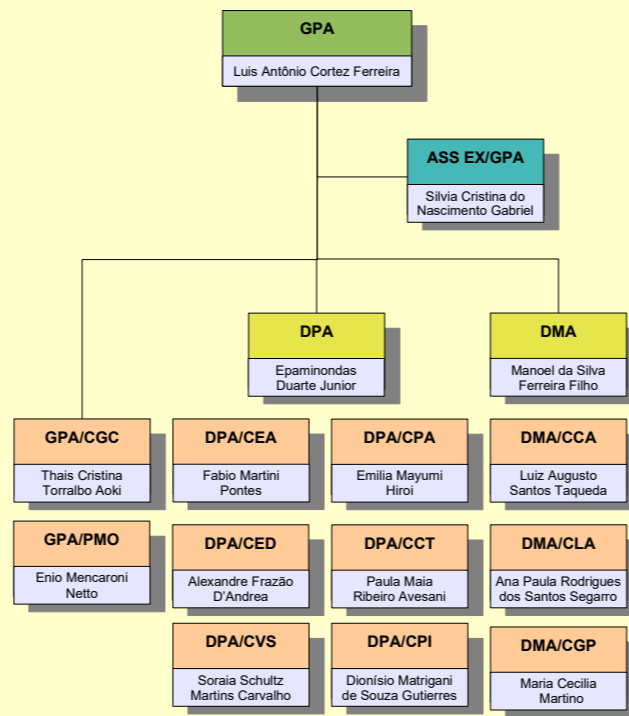 GPA
Luis Antônio Cortez Ferreira
ASS EX/GPA
Silvia Cristina do
Nascimento Gabriel
DPA
Epaminondas
Duarte Junior
DMA
Manoel da Silva
Ferreira Filho
GPA/CGC
Thais Cristina
Torralbo Aoki
DPA/CEA
Fabio Martini
Pontes
DPA/CPA
Emilia Mayumi
Hiroi
DMA/CCA
Luiz Augusto
Santos Taqueda
GPA/PMO
Enio Mencaroni
Netto
DPA/CED
Alexandre Frazão
D'Andrea
DPA/CCT
Paula Maia
Ribeiro Avesani
DMA/CLA
Ana Paula Rodrigues
dos Santos Segarro
DPA/CVS
Soraia Schultz
Martins Carvalho
DPA/CPI
Dionísio Matrigani
de Souza Gutierres
DMA/CGP
Maria Cecilia
Martino